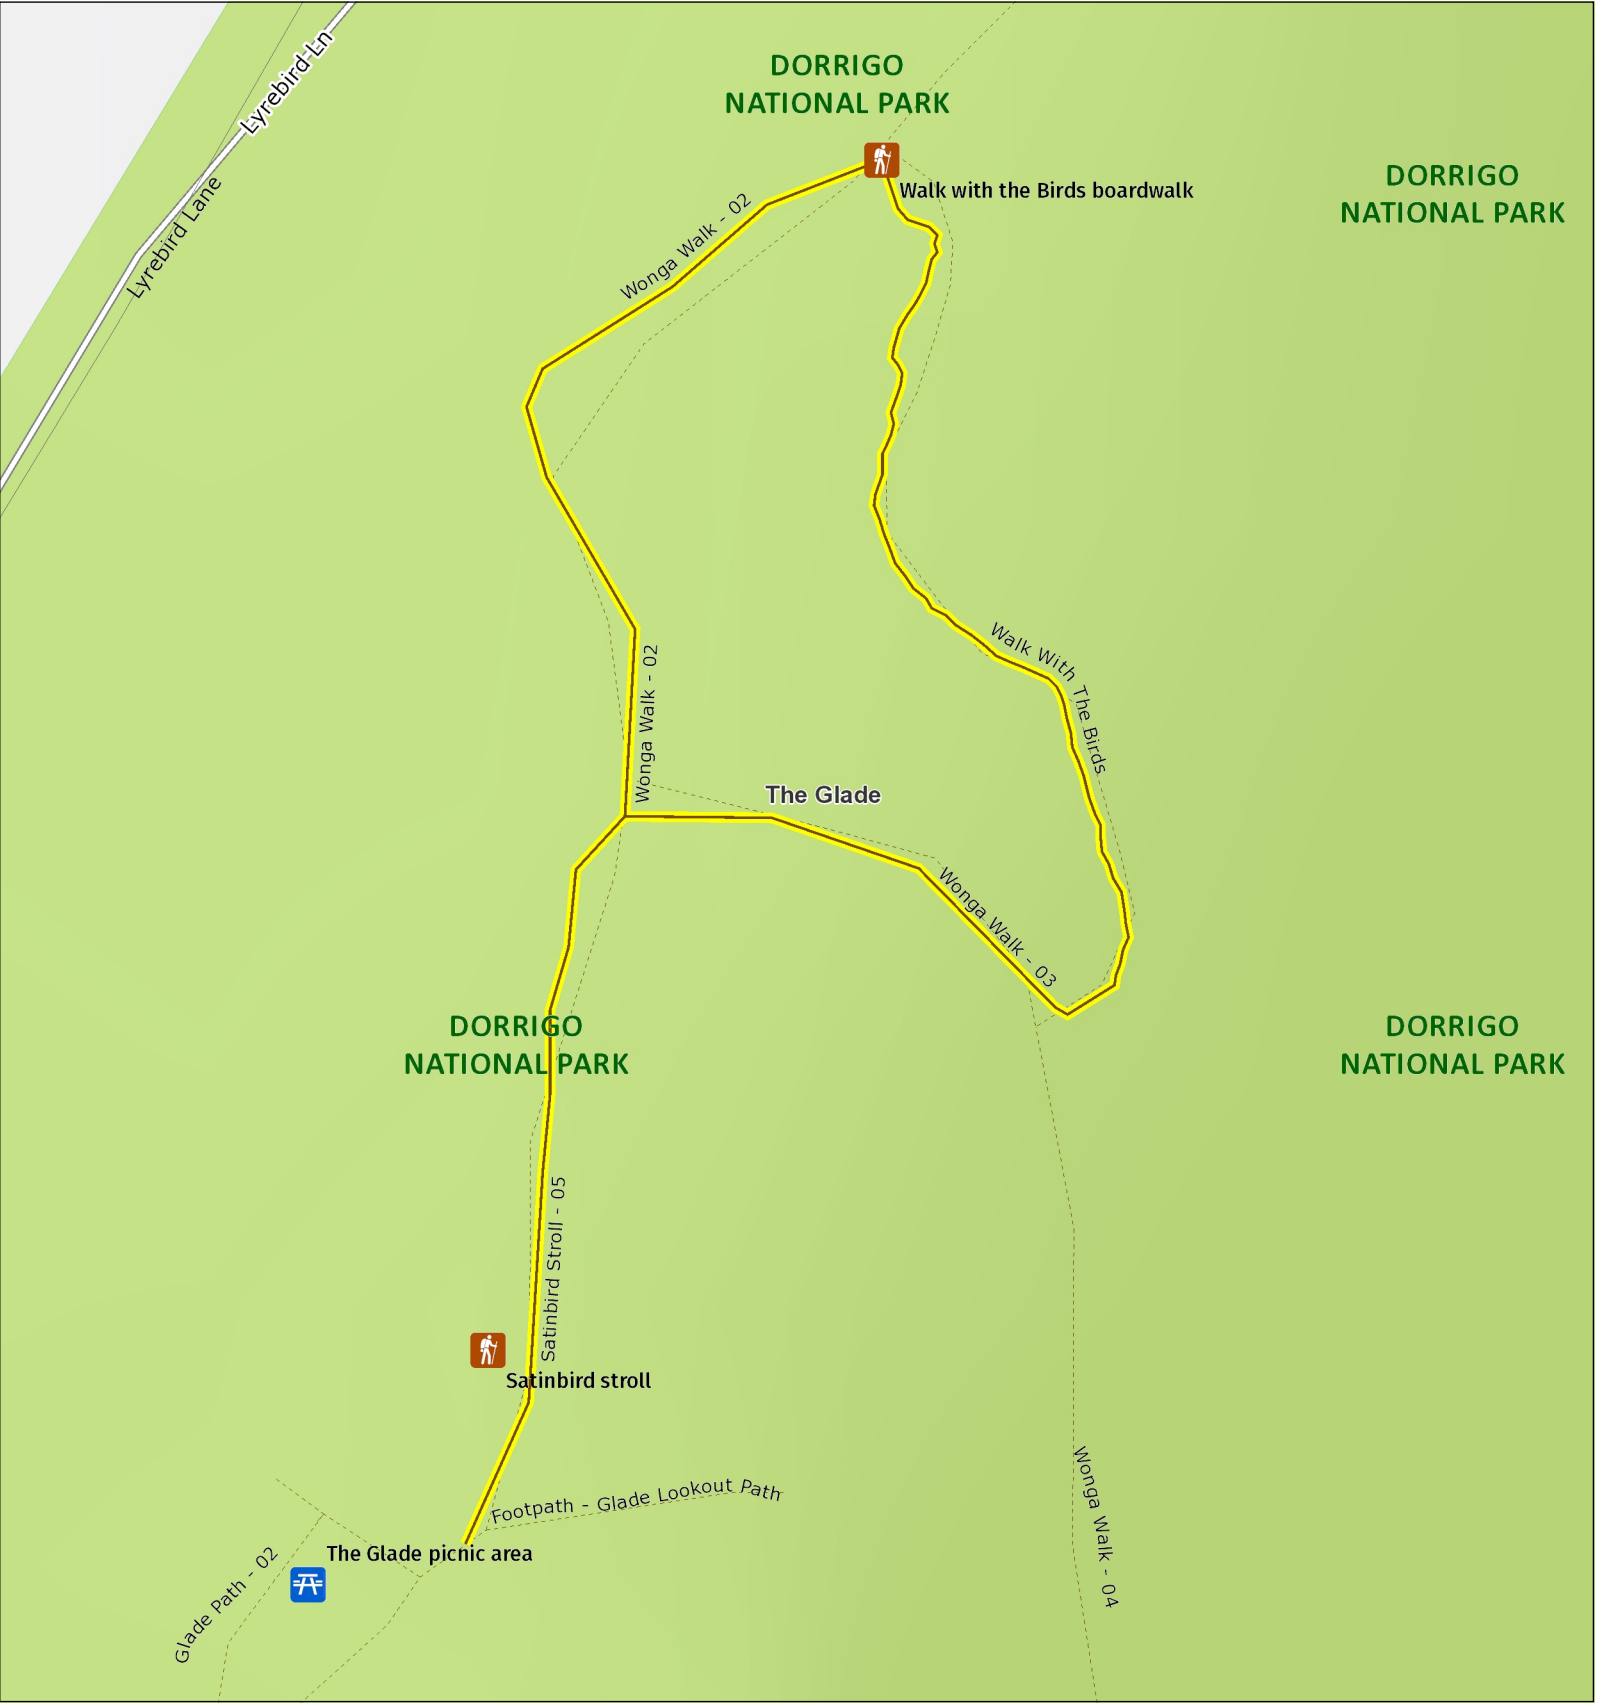 Lyrebird-Ln
Lyrebird Lane
DORRIGO
NATIONAL PARK
Walk with the Birds boardwalk
DORRIGO
NATIONAL PARK
Wonga Walk - 02
Walk With The Birds
Wonga Walk - 02
The Glade
Wonga Walk - 03
DORRIGO
NATIONAL PARK
DORRIGO
NATIONAL PARK
Satinbird Stroll - 05
Satinbird stroll
Footpath - Glade Lookout Path
The Glade picnic area
Glade Path - 02
Wonga Walk - 04